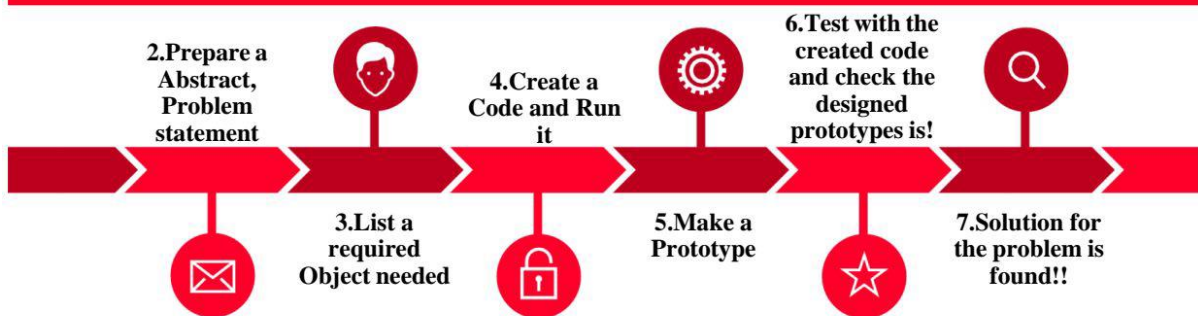 2.Prepare a
Abstract,
Problem
statement
3.List a
required
Object needed
4.Create a
Code and Run
it
5.Make a
Prototype
6.Test with the
created code
and check the
designed
prototypes is!
7.Solution for
the problem is
found!!